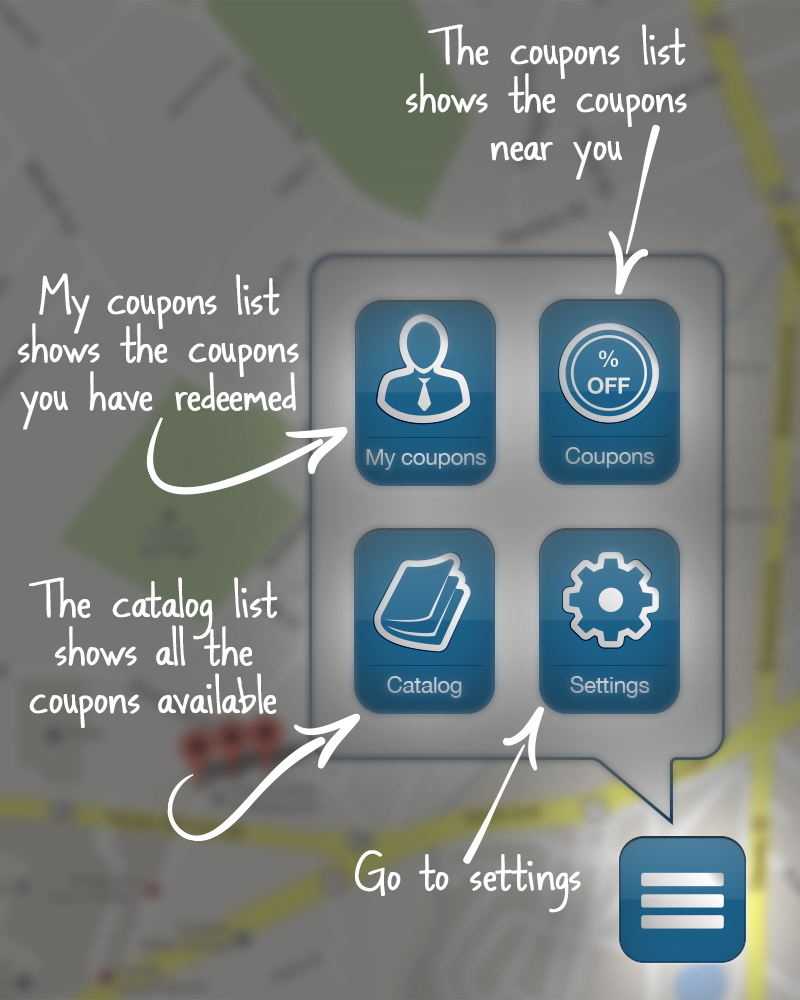 The coupons list
shows the coupons
near you
My coupons list
shows the coupons
you have redeemed
%
OFF
My coupons
Coupons
The catalog list
shows all the
coupons available
Catalog
Settings
Go to settings